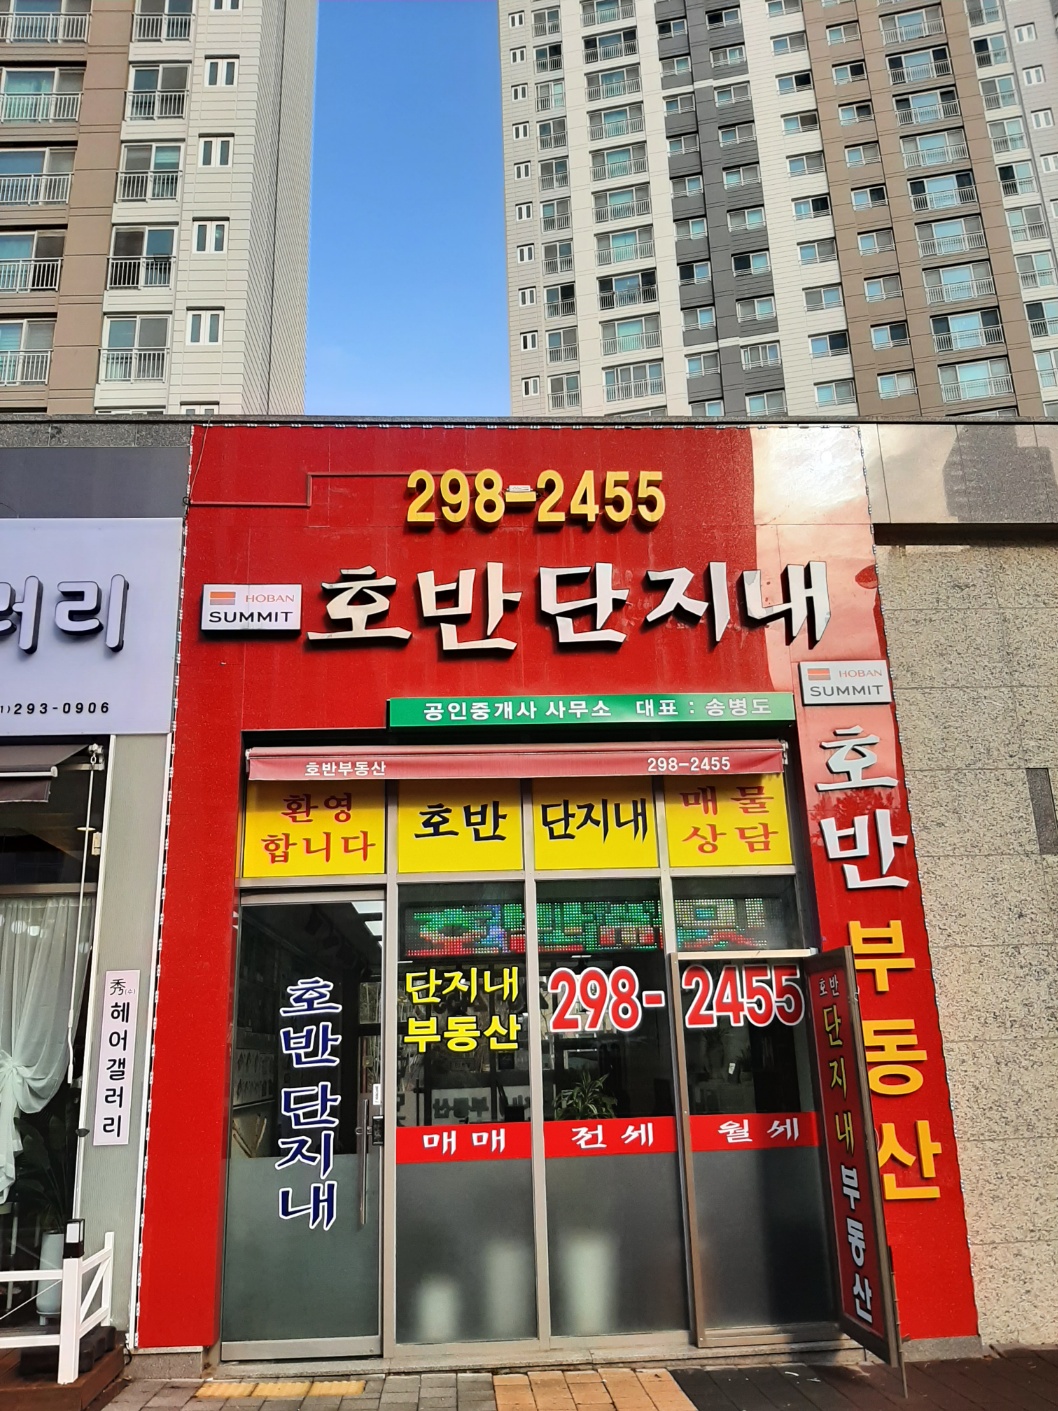 298-2455
HOBAN
SUMMIT
호반단지내
러리
1)293-0906
HOBAN
SUMMIT
공인중개사 사무소 대표 : 송병도
호반부동산 298-2455
환영
합니다
호반
단지내
매물
상담
호반부동산
단지내
부동산
298-2455
호반단지내
매매 전세 월세
호반
단지내부동산
秀(수)
헤어갤러리